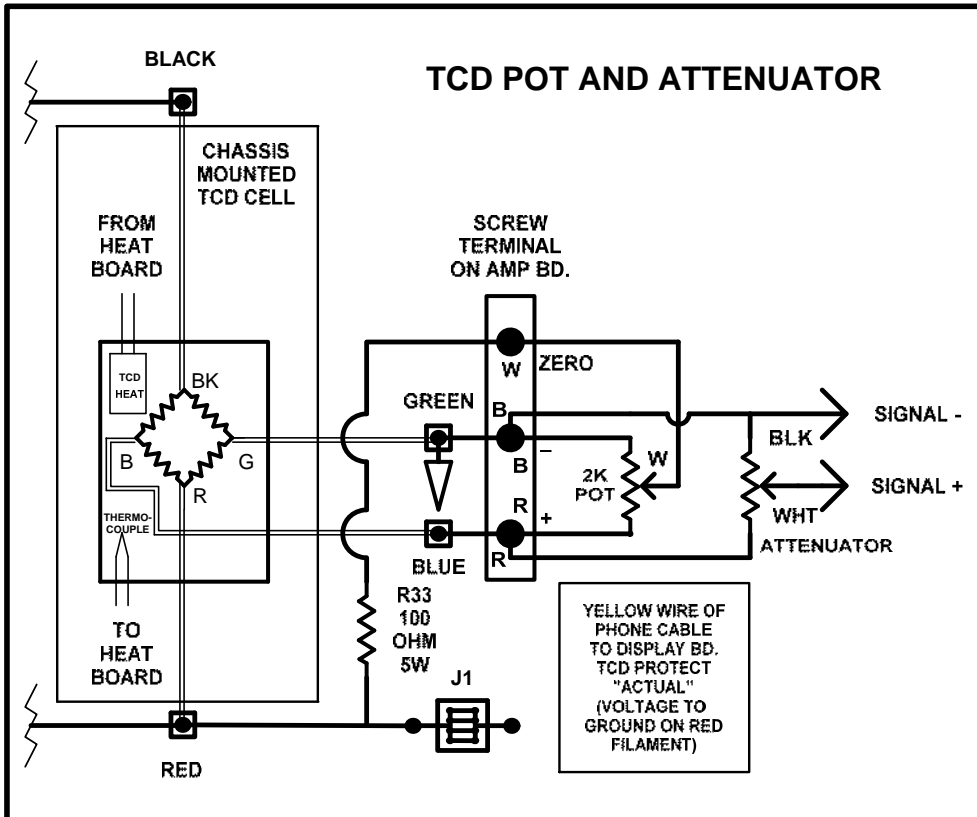 TCD POT AND ATTENUATOR
BLACK
CHASSIS
MOUNTED
TCD CELL
FROM
HEAT
BOARD
TCD
HEAT
BK
B
G
R
THERMO-
COUPLE
TO
HEAT
BOARD
RED
GREEN
BLUE
R33
100
OHM
5W
J1
SCREW
TERMINAL
ON AMP BD.
W
ZERO
B
B
–
R
+
R
2K
POT
W
BLK
WHT
ATTENUATOR
SIGNAL -
SIGNAL +
YELLOW WIRE OF
PHONE CABLE
TO DISPLAY BD.
TCD PROTECT
"ACTUAL"
(VOLTAGE TO
GROUND ON RED
FILAMENT)